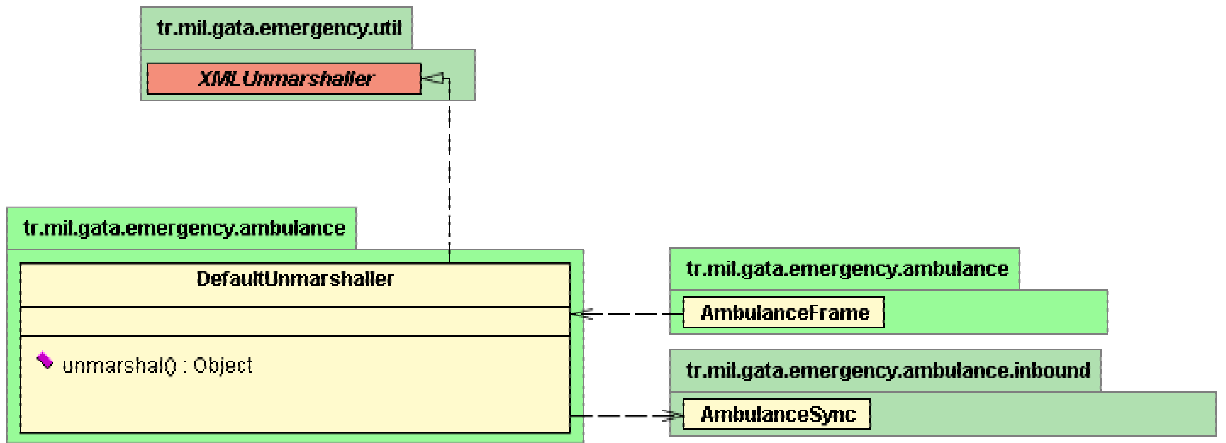 tr.mil.gata.emergency.util
XMLUnmarshaller
tr.mil.gata.emergency.ambulance
DefaultUnmarshaller
unmarshal() : Object
tr.mil.gata.emergency.ambulance
AmbulanceFrame
tr.mil.gata.emergency.ambulance.inbound
AmbulanceSync